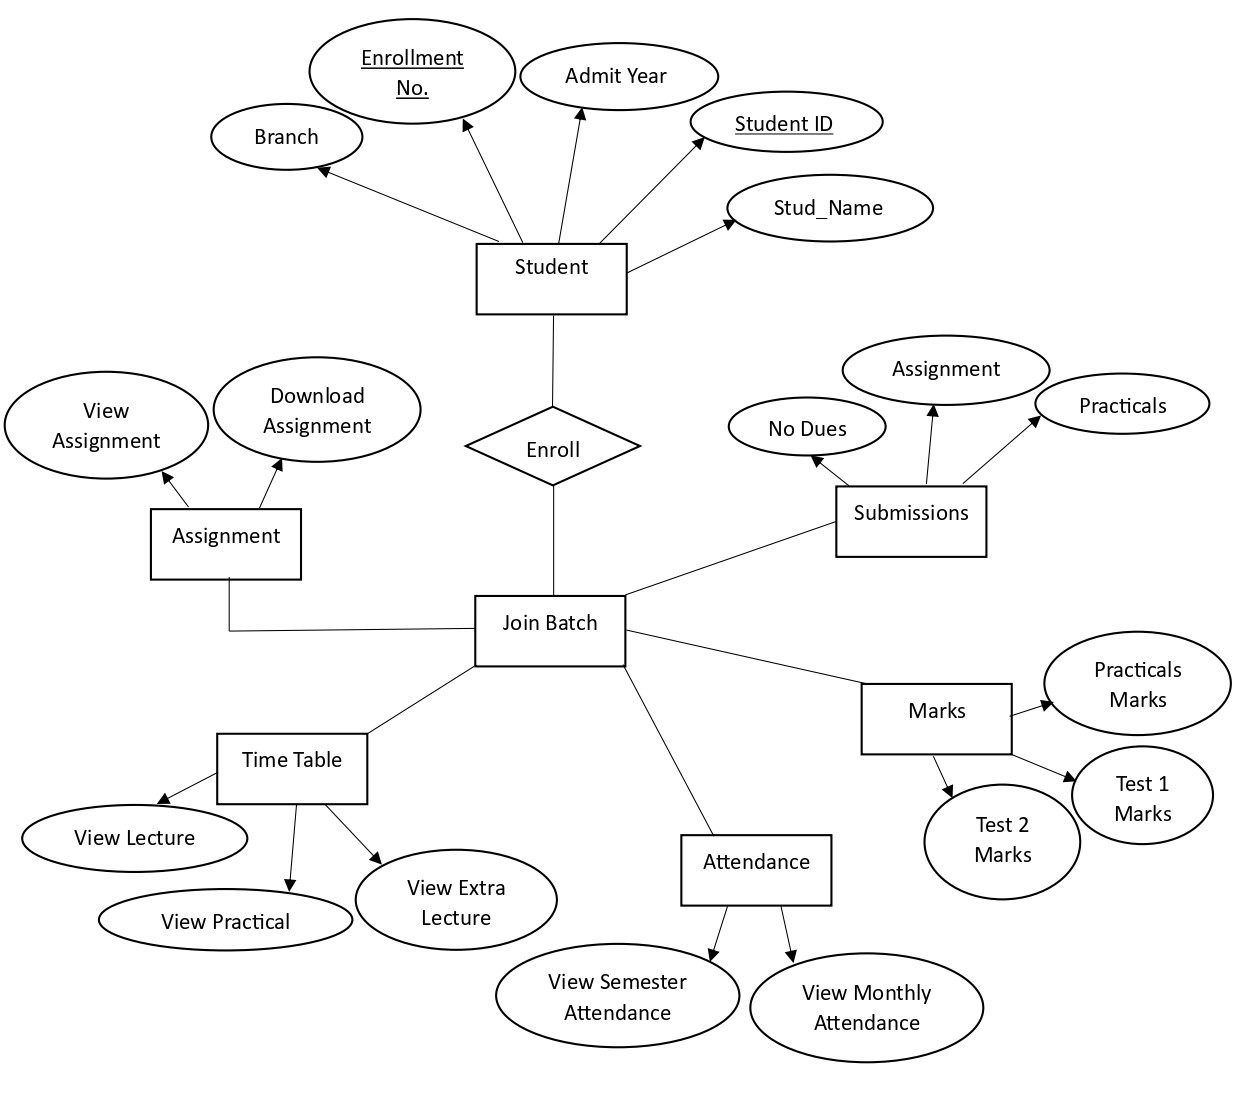 Enrollment
No.
Admit Year
Branch
Student ID
Stud_Name
Student
Enroll
View
Assignment
Download
Assignment
Assignment
No Dues
Assignment
Practicals
Submissions
Join Batch
Marks
Practicals
Marks
Test 1
Marks
Test 2
Marks
Time Table
View Lecture
View Practical
View Extra
Lecture
Attendance
View Semester
Attendance
View Monthly
Attendance